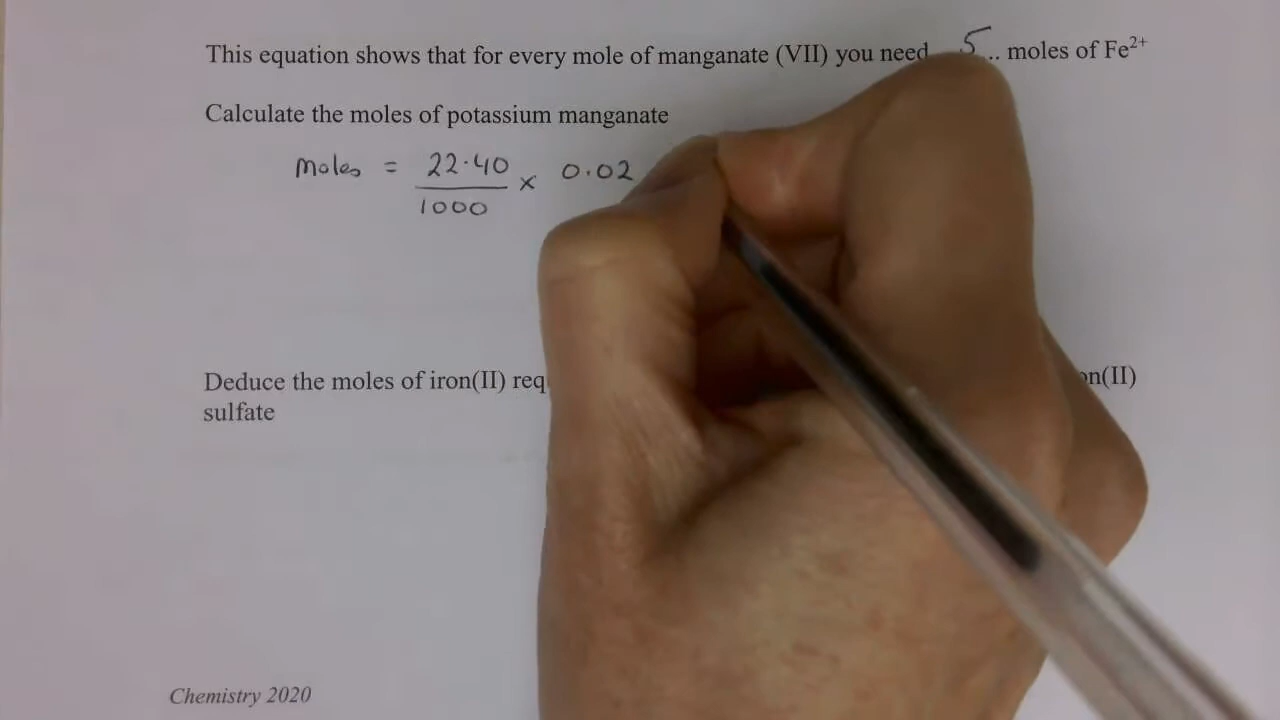 This equation shows that for every mole of manganate (VII) you need 5.. moles of Fe²⁺
Calculate the moles of potassium manganate
moles = 22.40 / 1000 × 0.02
Deduce the moles of iron(II)
sulfate
Chemistry 2020